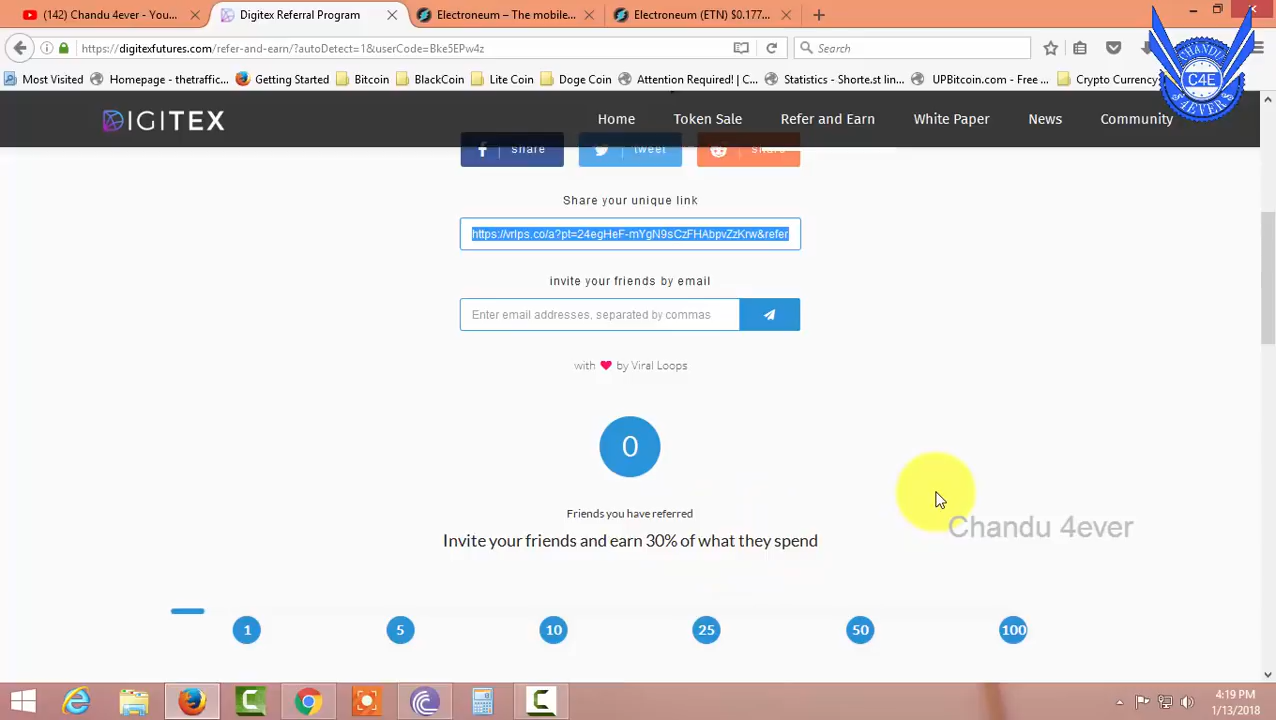 (142) Chandu 4ever - You...
Digitex Referral Program
Electroneum – The mobile...
Electroneum (ETN) $0.177...
https://digitexfutures.com/refer-and-earn/?autoDetect=1&userCode=Bke5EPw4z
Search
Most Visited
Homepage - thetraffic...
Getting Started
Bitcoin
BlackCoin
Lite Coin
Doge Coin
Attention Required! | C...
Statistics - Shorte.st lin...
UPBitcoin.com - Free ...
Crypto Currency
CHANDU
C4E
4EVER
DIGITEX
Home
Token Sale
Refer and Earn
White Paper
News
Community
share
tweet
share
Share your unique link
https://vrlps.co/a?pt=24egHeF-mYgN9sCzFHAbpvZzKrw&refer
invite your friends by email
Enter email addresses, separated by commas
with ❤ by Viral Loops
0
Friends you have referred
Chandu 4ever
Invite your friends and earn 30% of what they spend
1
5
10
25
50
100
4:19 PM
1/13/2018